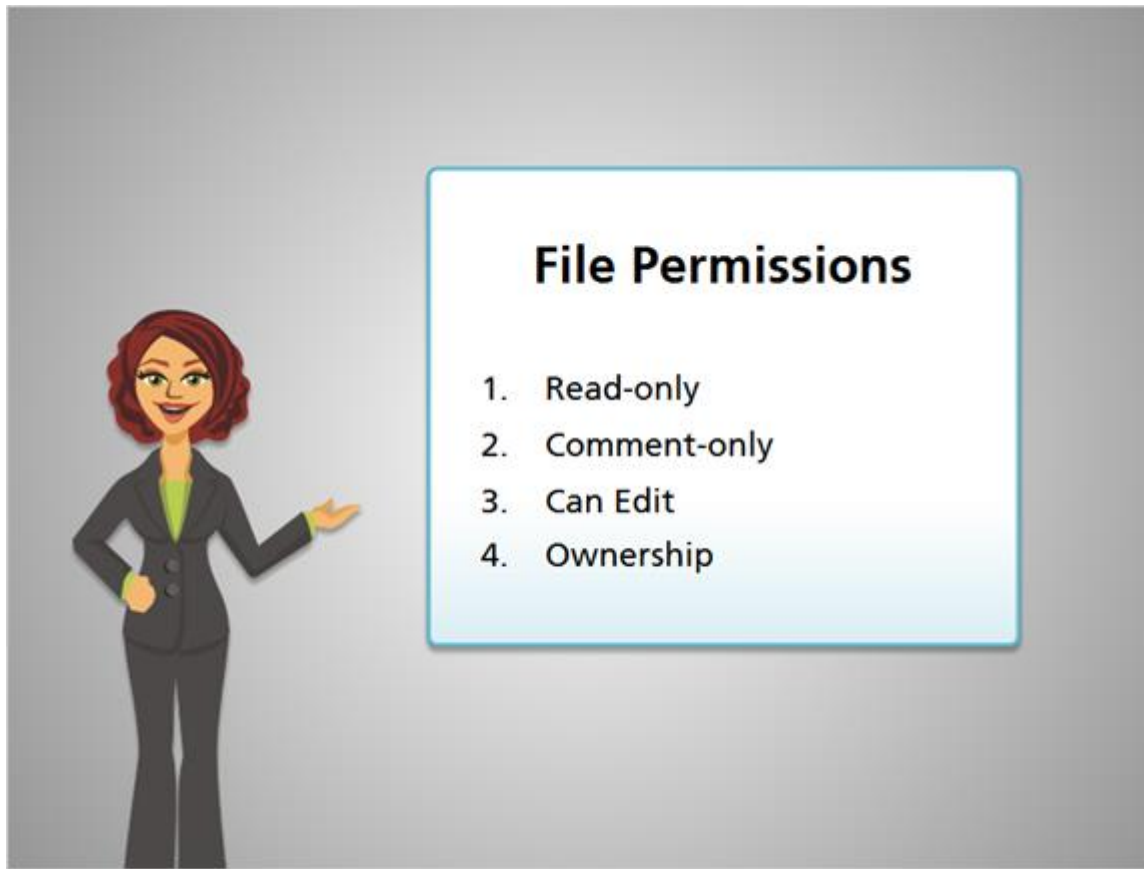 File Permissions
1. Read-only
2. Comment-only
3. Can Edit
4. Ownership